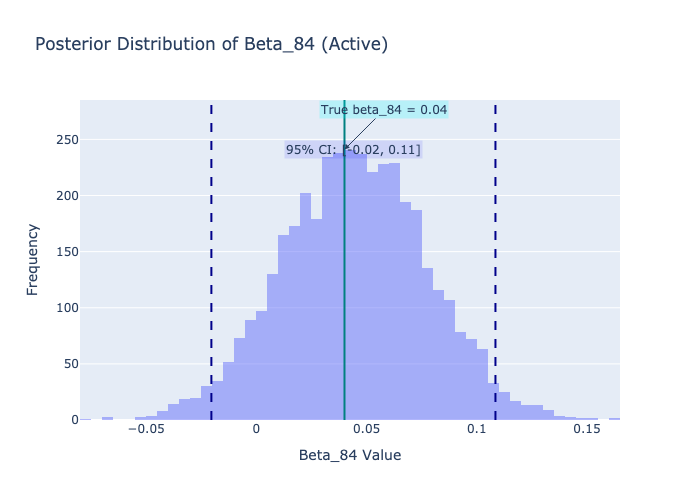 Posterior Distribution of Beta_84 (Active)
True beta_84 = 0.04
95% CI: [-0.02, 0.11]
250
200
150
100
50
0
Frequency
−0.05
0
0.05
0.1
0.15
Beta_84 Value